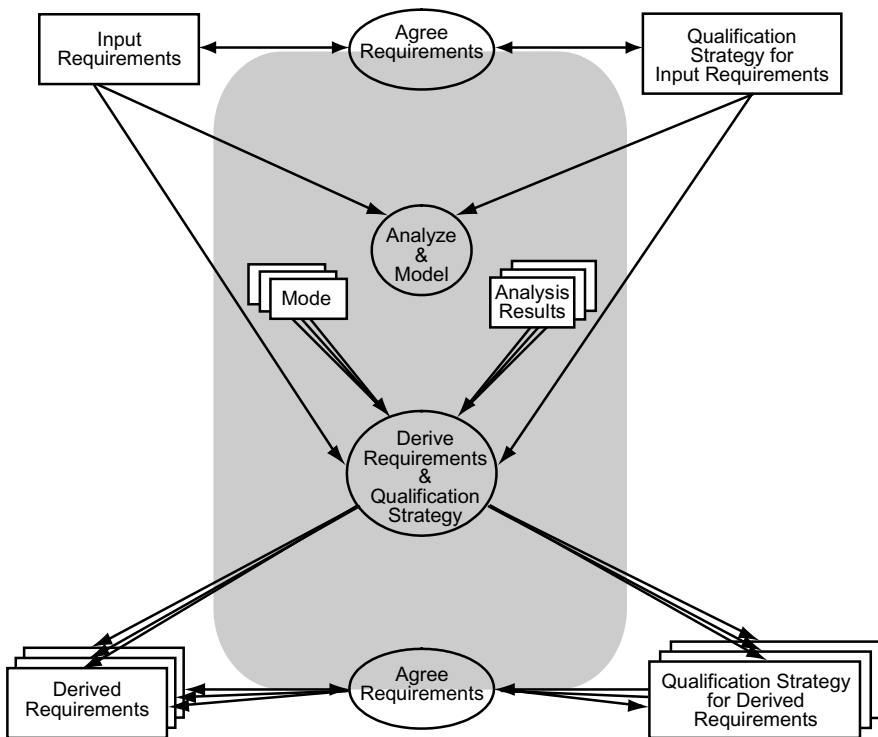 Input
Requirements
Agree
Requirements
Qualification
Strategy for
Input Requirements
Analyze
&
Model
Mode
Analysis
Results
Derive
Requirements
&
Qualification
Strategy
Derived
Requirements
Agree
Requirements
Qualification Strategy
for Derived
Requirements